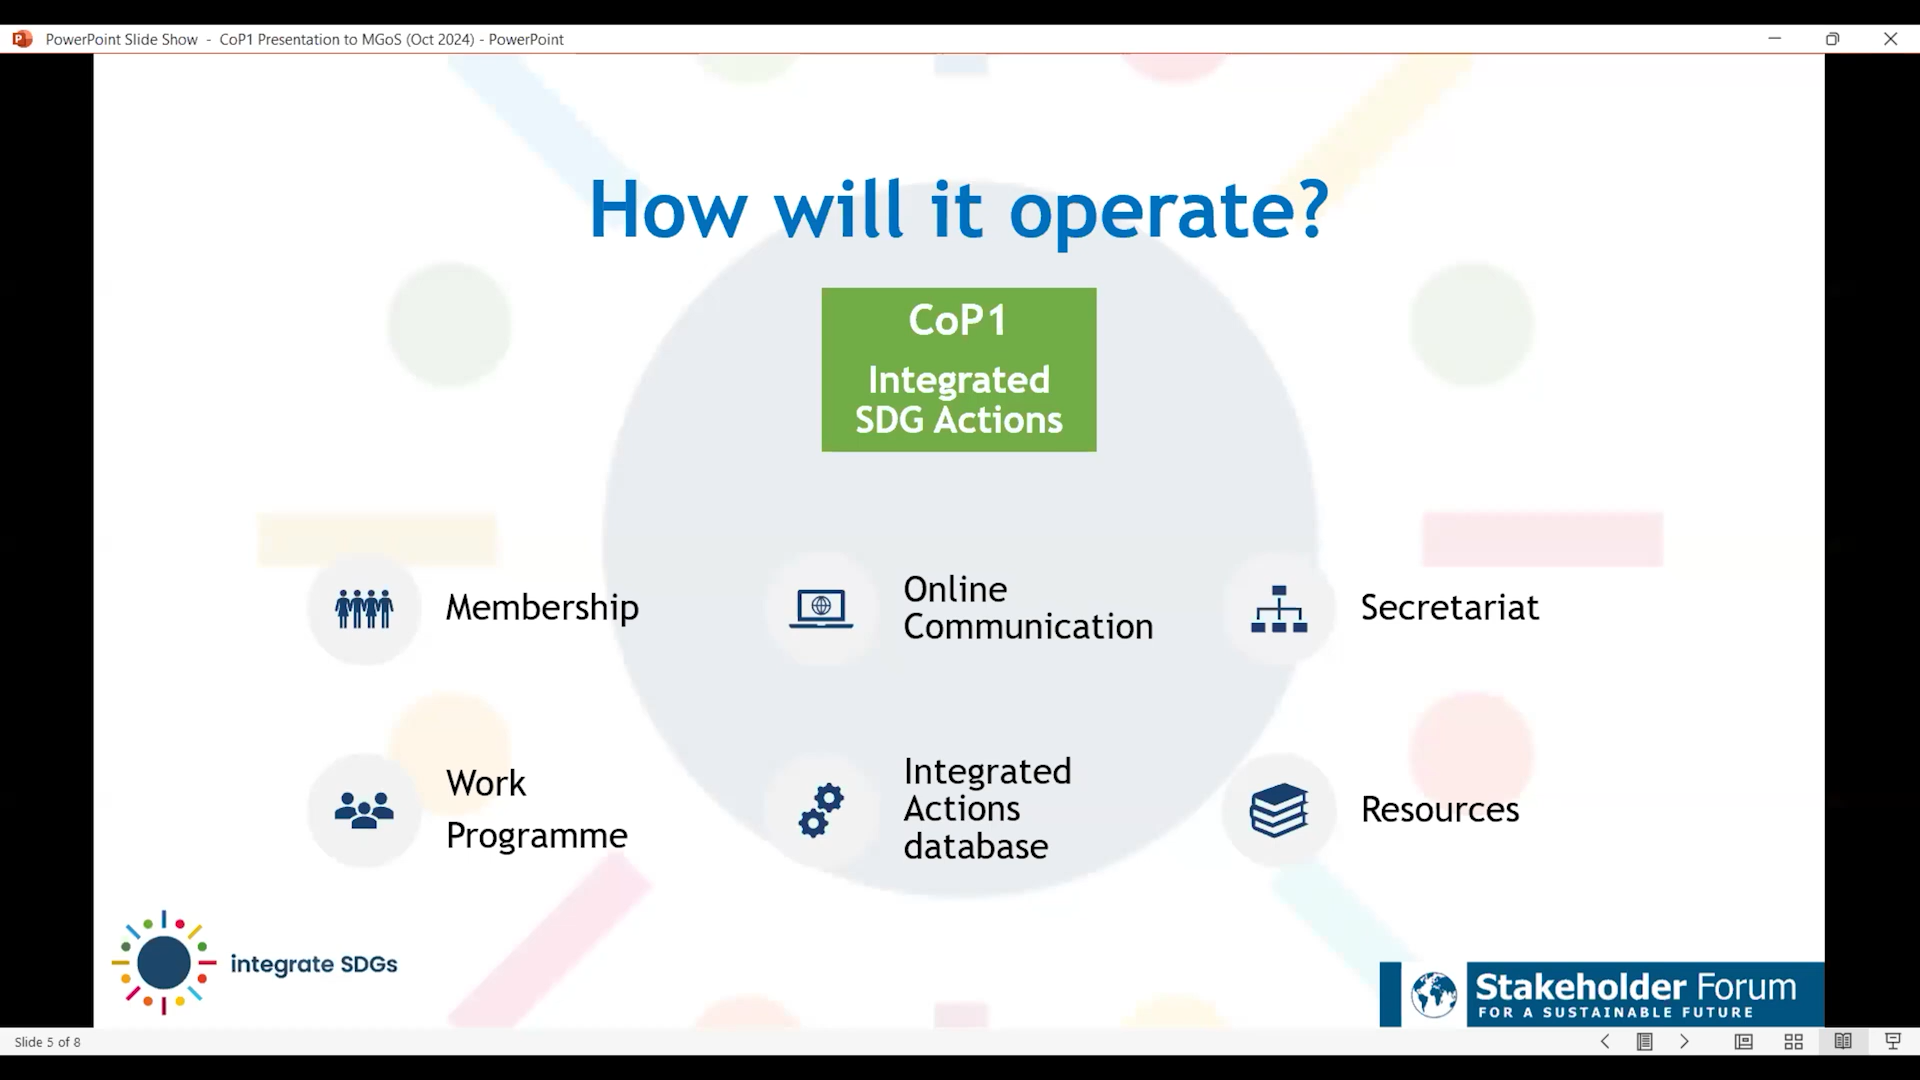 PowerPoint Slide Show - CoP1 Presentation to MGoS (Oct 2024) - PowerPoint
How will it operate?
CoP1
Integrated
SDG Actions
Membership
Online
Communication
Secretariat
Work
Programme
Integrated
Actions
database
Resources
integrate SDGs
Stakeholder Forum
FOR A SUSTAINABLE FUTURE
Slide 5 of 8